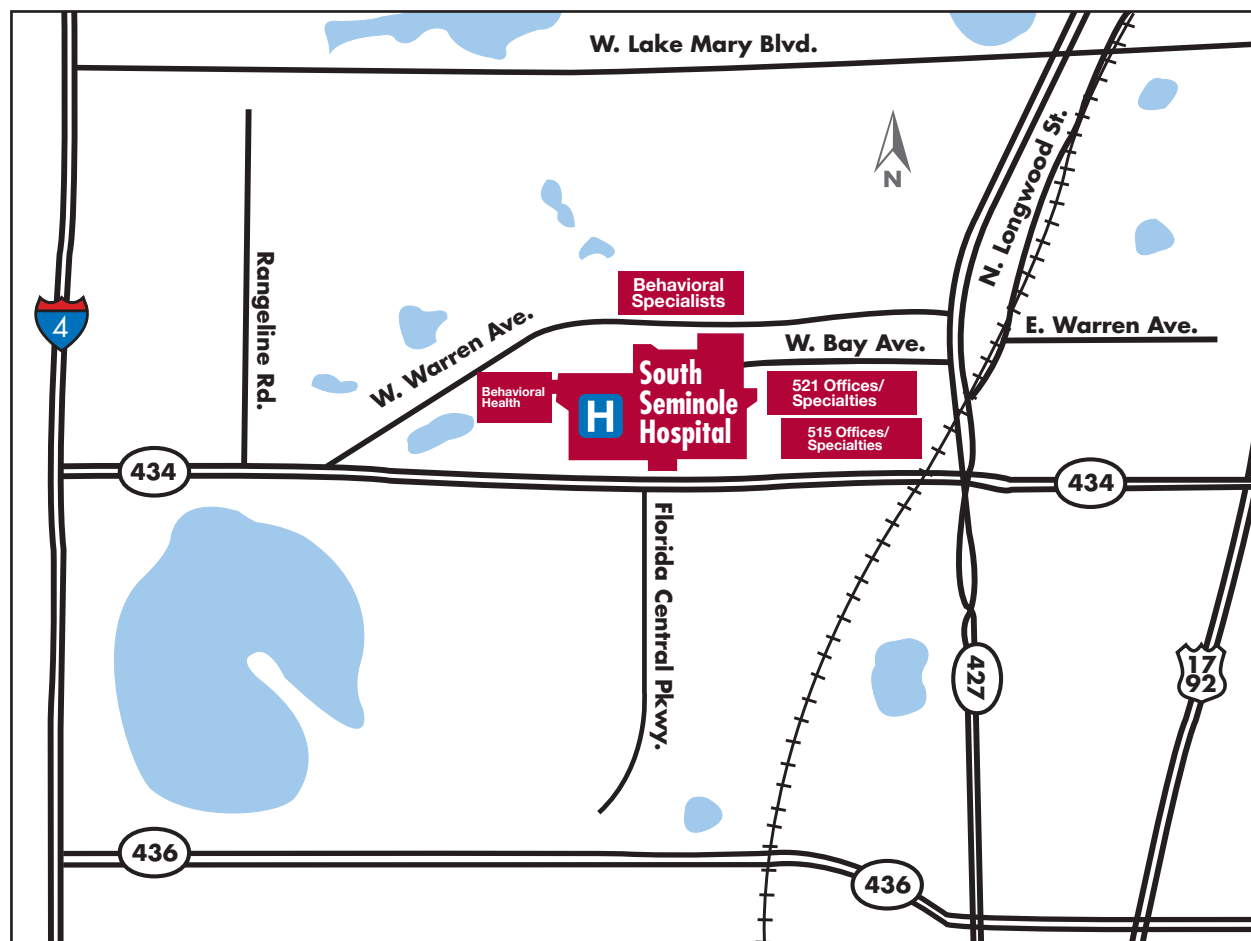 W. Lake Mary Blvd.
N. Longwood St.
N
Rangeline Rd.
4
Behavioral
Specialists
W. Warren Ave.
E. Warren Ave.
W. Bay Ave.
Behavioral
Health
H
South
Seminole
Hospital
521 Offices/
Specialties
515 Offices/
Specialties
434
434
Florida Central Pkwy.
427
17
92
436
436